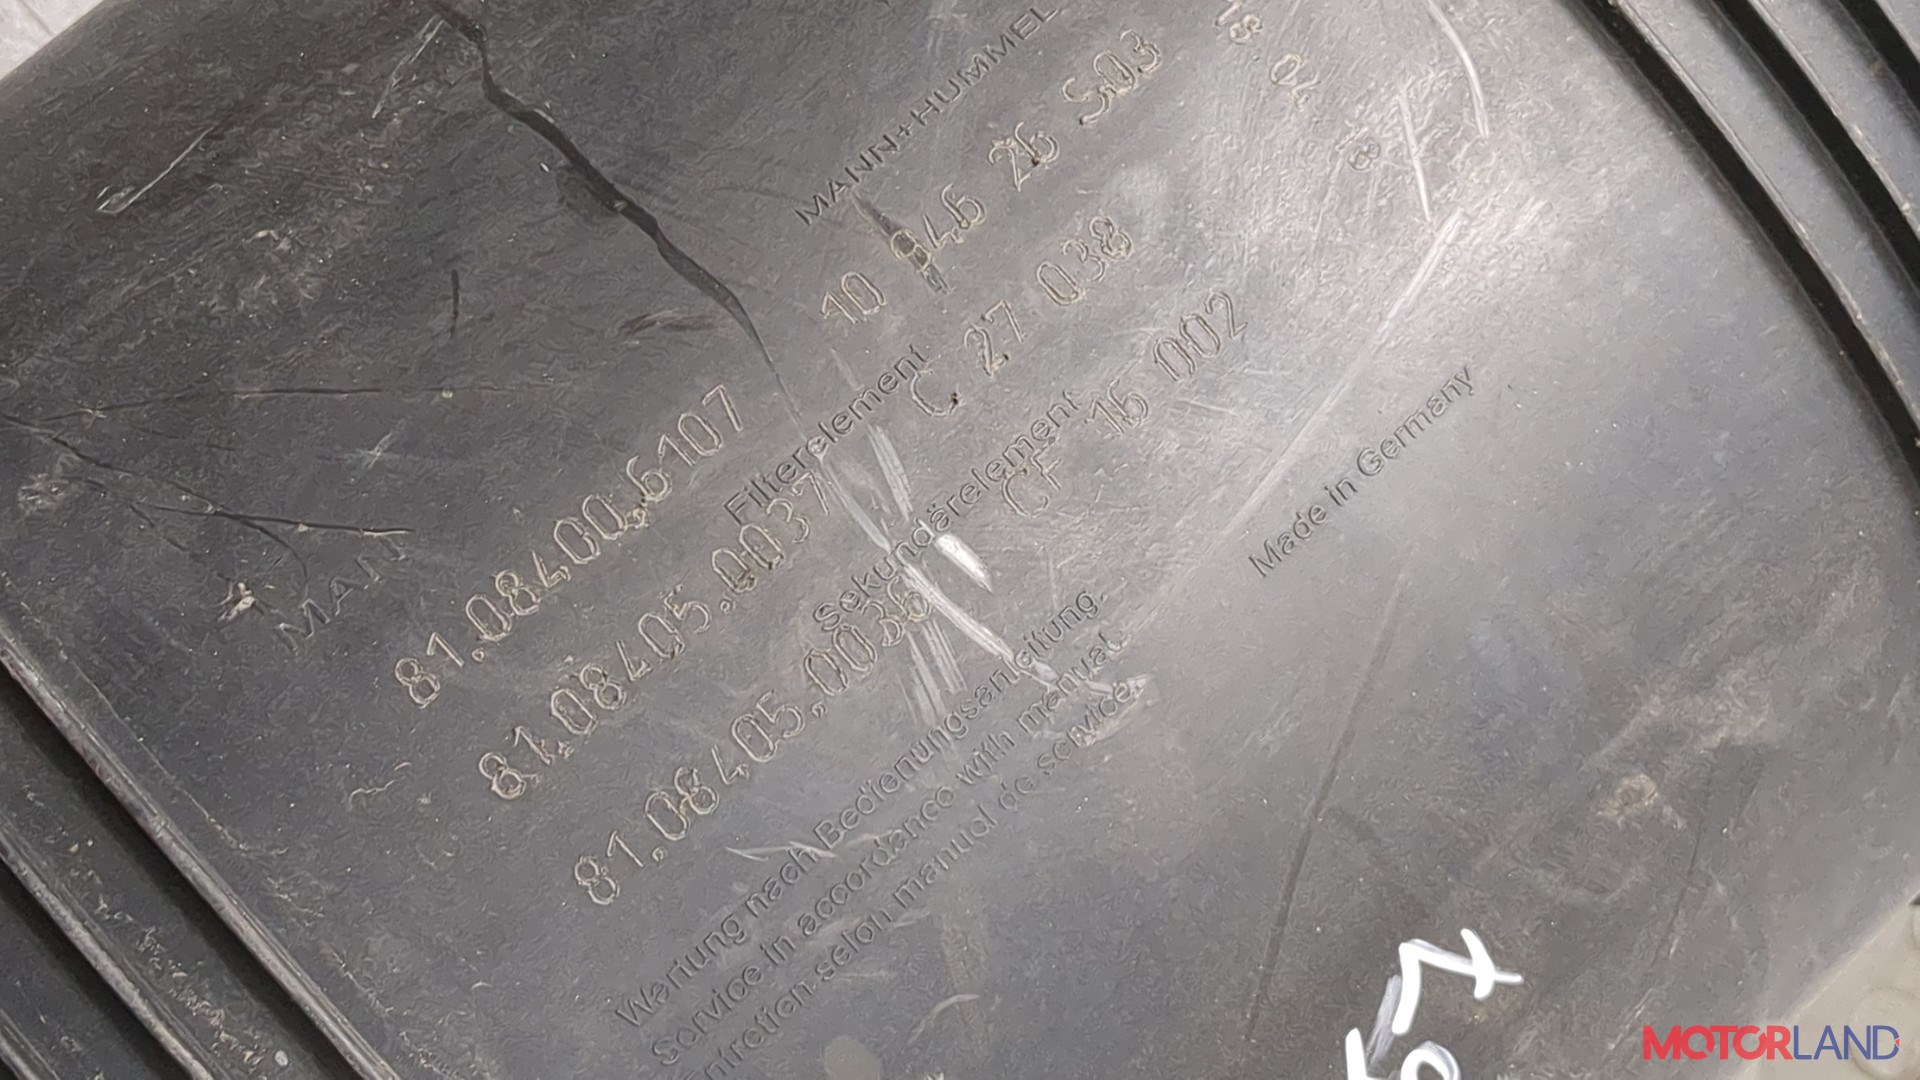 MANN+HUMMEL
10 946 26 S03
Filterelement
C 27 038
Sekundärelement
CF 16 002
MAN
81.08400.6107
81.08405.0037
81.08405.0036
Made in Germany
Wartung nach Bedienungsanleitung.
Service in accordance with manual.
Entretien selon manual de service.
MOTORLAND